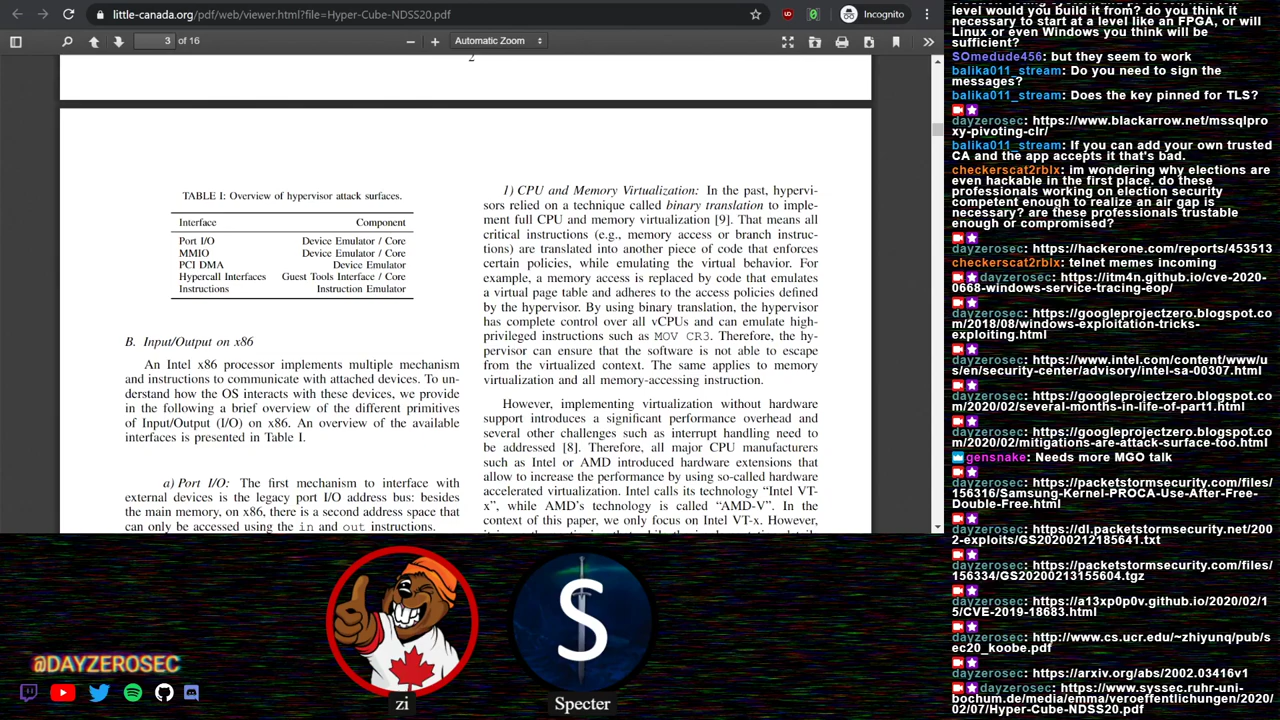 little-canada.org/pdf/web/viewer.html?file=Hyper-Cube-NDSS20.pdf
Incognito
3 of 16
Automatic Zoom
2
TABLE I: Overview of hypervisor attack surfaces.
Interface Component
Port I/O Device Emulator / Core
MMIO Device Emulator / Core
PCI DMA Device Emulator
Hypercall Interfaces Guest Tools Interface / Core
Instructions Instruction Emulator
B. Input/Output on x86
An Intel x86 processor implements multiple mechanism
and instructions to communicate with attached devices. To un-
derstand how the OS interacts with these devices, we provide
in the following a brief overview of the different primitives
of Input/Output (I/O) on x86. An overview of the available
interfaces is presented in Table I.
a) Port I/O: The first mechanism to interface with
external devices is the legacy port I/O address bus: besides
the main memory, on x86, there is a second address space that
can only be accessed using the in and out instructions.
1) CPU and Memory Virtualization: In the past, hypervi-
sors relied on a technique called binary translation to imple-
ment full CPU and memory virtualization [9]. That means all
critical instructions (e.g., memory access or branch instruc-
tions) are translated into another piece of code that enforces
certain policies, while emulating the virtual behavior. For
example, a memory access is replaced by code that emulates
a virtual page table and adheres to the access policies defined
by the hypervisor. By using binary translation, the hypervisor
has complete control over all vCPUs and can emulate high-
privileged instructions such as MOV CR3. Therefore, the hy-
pervisor can ensure that the software is not able to escape
from the virtualized context. The same applies to memory
virtualization and all memory-accessing instruction.
However, implementing virtualization without hardware
support introduces a significant performance overhead and
several other challenges such as interrupt handling need to
be addressed [8]. Therefore, all major CPU manufacturers
such as Intel or AMD introduced hardware extensions that
allow to increase the performance by using so-called hardware
accelerated virtualization. Intel calls its technology “Intel VT-
x”, while AMD's technology is called “AMD-V”. In the
context of this paper, we only focus on Intel VT-x. However,
level would you build it from? do you think it
necessary to start at a level like an FPGA, or will
Linux or even Windows you think will be
sufficient?
SOmedude456: but they seem to work
balika011_stream: Do you need to sign the
messages?
balika011_stream: Does the key pinned for TLS?
dayzerosec: https://www.blackarrow.net/mssqlpro
xy-pivoting-clr/
balika011_stream: If you can add your own trusted
CA and the app accepts it that's bad.
checkerscat2rblx: im wondering why elections are
even hackable in the first place. do these
professionals working on election security
competent enough to realize an air gap is
necessary? are these professionals trustable
enough or compromised?
dayzerosec: https://hackerone.com/reports/453513
checkerscat2rblx: telnet memes incoming
dayzerosec: https://itm4n.github.io/cve-2020-
0668-windows-service-tracing-eop/
dayzerosec: https://googleprojectzero.blogspot.co
m/2018/08/windows-exploitation-tricks-
exploiting.html
dayzerosec: https://www.intel.com/content/www/u
s/en/security-center/advisory/intel-sa-00307.html
dayzerosec: https://googleprojectzero.blogspot.co
m/2020/02/several-months-in-life-of-part1.html
dayzerosec: https://googleprojectzero.blogspot.co
m/2020/02/mitigations-are-attack-surface-too.html
gensnake: Needs more MGO talk
dayzerosec: https://packetstormsecurity.com/files/
156316/Samsung-Kernel-PROCA-Use-After-Free-
Double-Free.html
dayzerosec: https://dl.packetstormsecurity.net/200
2-exploits/GS20200212185641.txt
dayzerosec: https://packetstormsecurity.com/files/
156334/GS20200213155604.tgz
dayzerosec: https://a13xp0p0v.github.io/2020/02/1
5/CVE-2019-18683.html
dayzerosec: http://www.cs.ucr.edu/~zhiyunq/pub/s
ec20_koobe.pdf
dayzerosec: https://arxiv.org/abs/2002.03416v1
dayzerosec: https://www.syssec.ruhr-uni-
bochum.de/media/emma/veroeffentlichungen/2020/
02/07/Hyper-Cube-NDSS20.pdf
@DAYZEROSEC
S
zi
Specter